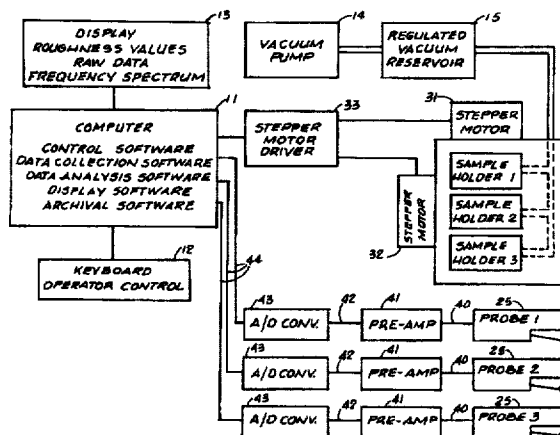 13
DISPLAY
ROUGHNESS VALUES
RAW DATA
FREQUENCY SPECTRUM
14
VACUUM
PUMP
15
REGULATED
VACUUM
RESERVOIR
11
COMPUTER
CONTROL SOFTWARE
DATA COLLECTION SOFTWARE
DATA ANALYSIS SOFTWARE
DISPLAY SOFTWARE
ARCHIVAL SOFTWARE
33
STEPPER
MOTOR
DRIVER
31
STEPPER
MOTOR
SAMPLE
HOLDER 1
SAMPLE
HOLDER 2
SAMPLE
HOLDER 3
STEPPER
MOTOR
32
12
KEYBOARD
OPERATOR CONTROL
44
43
A/D CONV.
42
41
PRE-AMP
40
25
PROBE 1
43
A/D CONV.
42
41
PRE-AMP
40
25
PROBE 2
43
A/D CONV.
42
41
PRE-AMP
40
25
PROBE 3